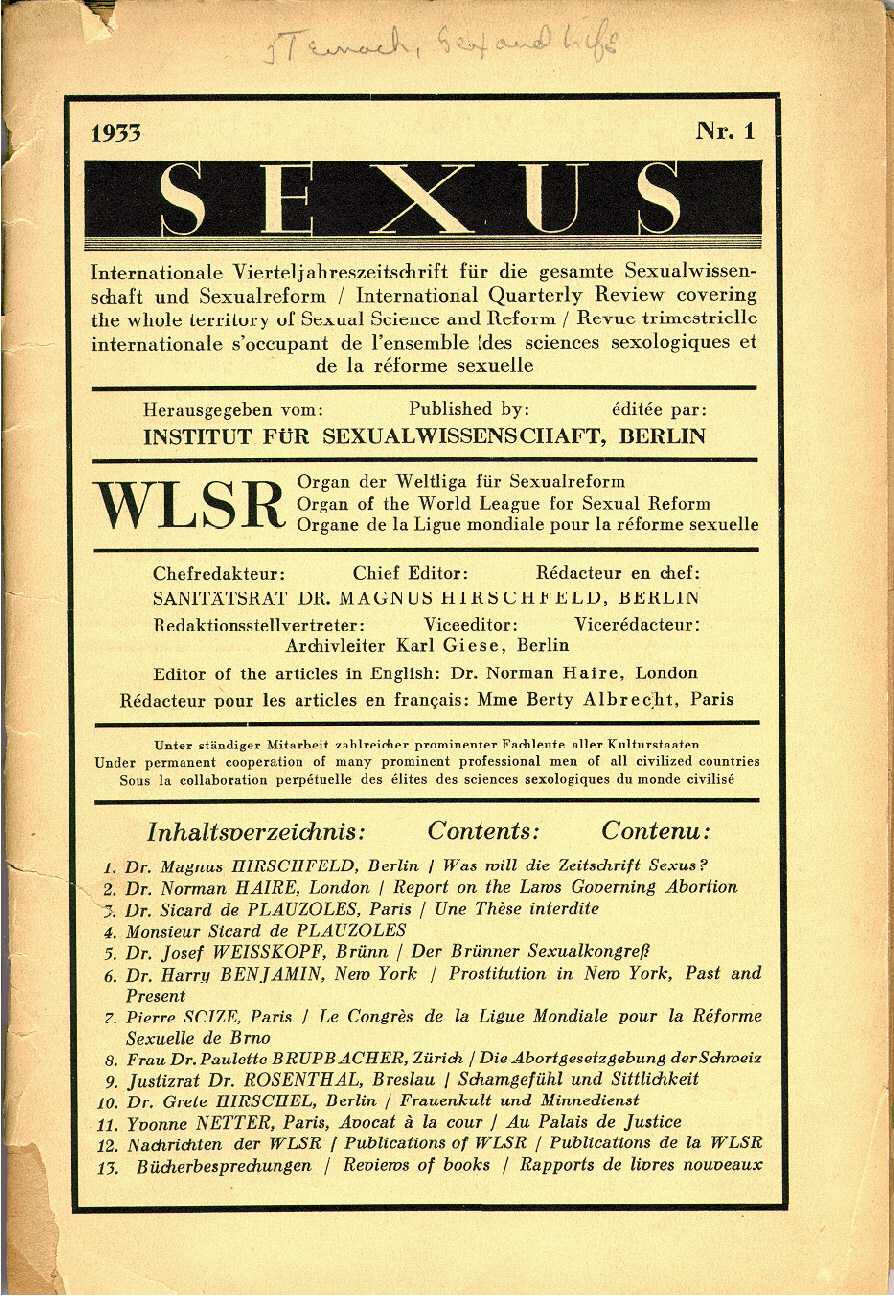 Steinach, Sex and Life
1933 Nr. 1
SEXUS
Internationale Vierteljahreszeitschrift für die gesamte Sexualwissen-
schaft und Sexualreform / International Quarterly Review covering
the whole territory of Sexual Science and Reform / Revue trimestrielle
internationale s'occupant de l'ensemble des sciences sexologiques et
de la réforme sexuelle
Herausgegeben vom: Published by: éditée par:
INSTITUT FÜR SEXUALWISSENSCHAFT, BERLIN
WLSR
Organ der Weltliga für Sexualreform
Organ of the World League for Sexual Reform
Organe de la Ligue mondiale pour la réforme sexuelle
Chefredakteur: Chief Editor: Rédacteur en chef:
SANITÄTSRAT DR. MAGNUS HIRSCHFELD, BERLIN
Redaktionsstellvertreter: Viceeditor: Vicerédacteur:
Archivleiter Karl Giese, Berlin
Editor of the articles in English: Dr. Norman Haire, London
Rédacteur pour les articles en français: Mme Berty Albrecht, Paris
Unter ständiger Mitarbeit zahlreicher prominenter Fachleute aller Kulturstaaten
Under permanent cooperation of many prominent professional men of all civilized countries
Sous la collaboration perpétuelle des élites des sciences sexologiques du monde civilisé
Inhaltsverzeichnis: Contents: Contenu:
1. Dr. Magnus HIRSCHFELD, Berlin / Was will die Zeitschrift Sexus?
2. Dr. Norman HAIRE, London / Report on the Laws Governing Abortion
3. Dr. Sicard de PLAUZOLES, Paris / Une Thèse interdite
4. Monsieur Sicard de PLAUZOLES
5. Dr. Josef WEISSKOPF, Brünn / Der Brünner Sexualkongreß
6. Dr. Harry BENJAMIN, New York / Prostitution in New York, Past and
Present
7. Pierre SCIZE, Paris / Le Congrès de la Ligue Mondiale pour la Réforme
Sexuelle de Brno
8. Frau Dr. Paulette BRUPBACHER, Zürich / Die Abortgesetzgebung der Schweiz
9. Justizrat Dr. ROSENTHAL, Breslau / Schamgefühl und Sittlichkeit
10. Dr. Grete HIRSCHEL, Berlin / Frauenkult und Minnedienst
11. Yvonne NETTER, Paris, Avocat à la cour / Au Palais de Justice
12. Nachrichten der WLSR / Publications of WLSR / Publications de la WLSR
13. Bücherbesprechungen / Reviews of books / Rapports de livres nouveaux